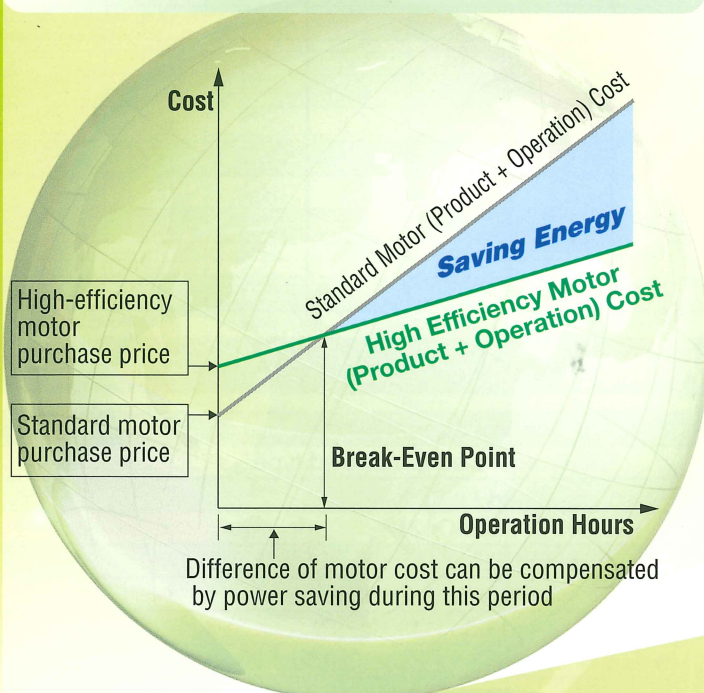 Cost
Standard Motor (Product + Operation) Cost
Saving Energy
High Efficiency Motor
(Product + Operation) Cost
High-efficiency
motor
purchase price
Standard motor
purchase price
Break-Even Point
Operation Hours
Difference of motor cost can be compensated
by power saving during this period